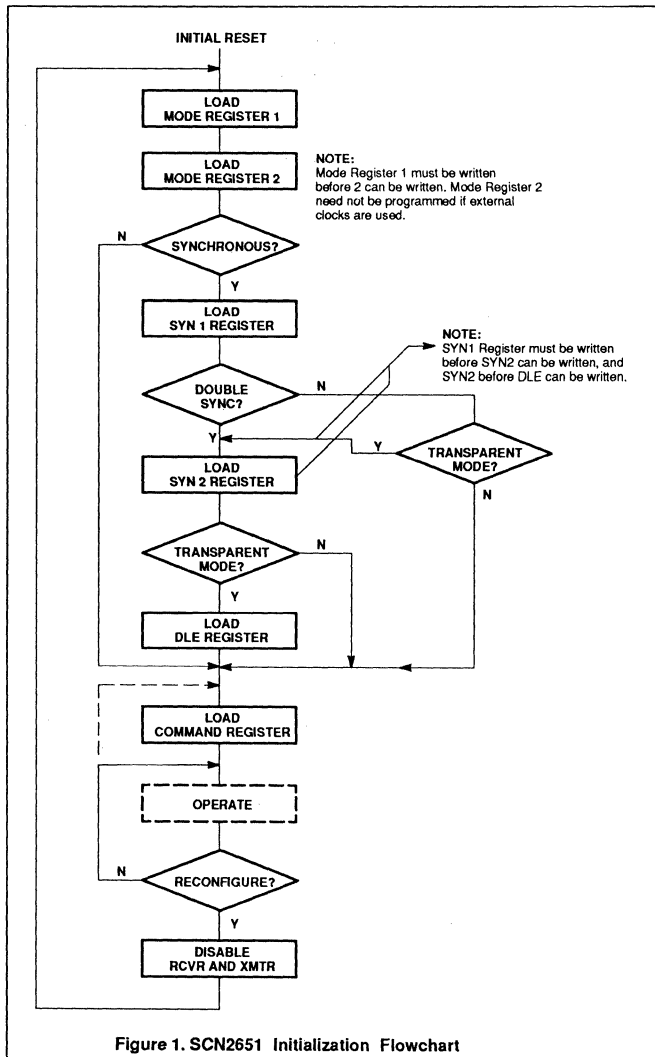 INITIAL RESET
LOAD
MODE REGISTER 1
LOAD
MODE REGISTER 2
NOTE:
Mode Register 1 must be written
before 2 can be written. Mode Register 2
need not be programmed if external
clocks are used.
N
SYNCHRONOUS?
Y
LOAD
SYN 1 REGISTER
NOTE:
SYN1 Register must be written
before SYN2 can be written, and
SYN2 before DLE can be written.
DOUBLE
SYNC?
N
Y
Y
TRANSPARENT
MODE?
LOAD
SYN 2 REGISTER
N
TRANSPARENT
MODE?
N
Y
LOAD
DLE REGISTER
LOAD
COMMAND REGISTER
OPERATE
N
RECONFIGURE?
Y
DISABLE
RCVR AND XMTR
Figure 1. SCN2651 Initialization Flowchart